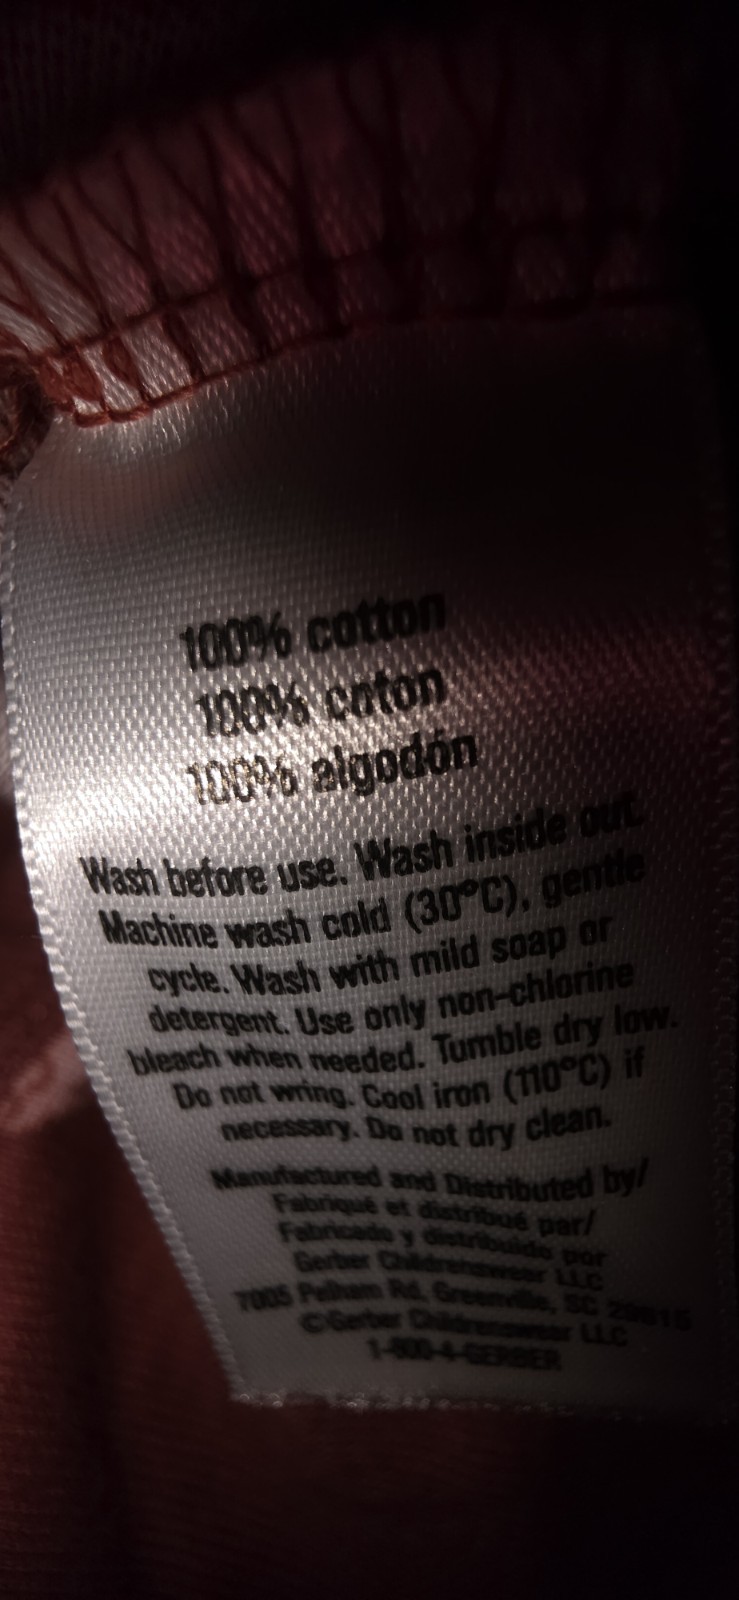 100% cotton
100% coton
100% algodón
Wash before use. Wash inside out.
Machine wash cold (30°C), gentle
cycle. Wash with mild soap or
detergent. Use only non-chlorine
bleach when needed. Tumble dry low.
Do not wring. Cool iron (110°C) if
necessary. Do not dry clean.
Manufactured and Distributed by/
Fabriqué et distribué par/
Fabricado y distribuido por
Gerber Childrenswear LLC
7005 Pelham Rd, Greenville, SC 29615
©Gerber Childrenswear LLC
1-800-4-GERBER